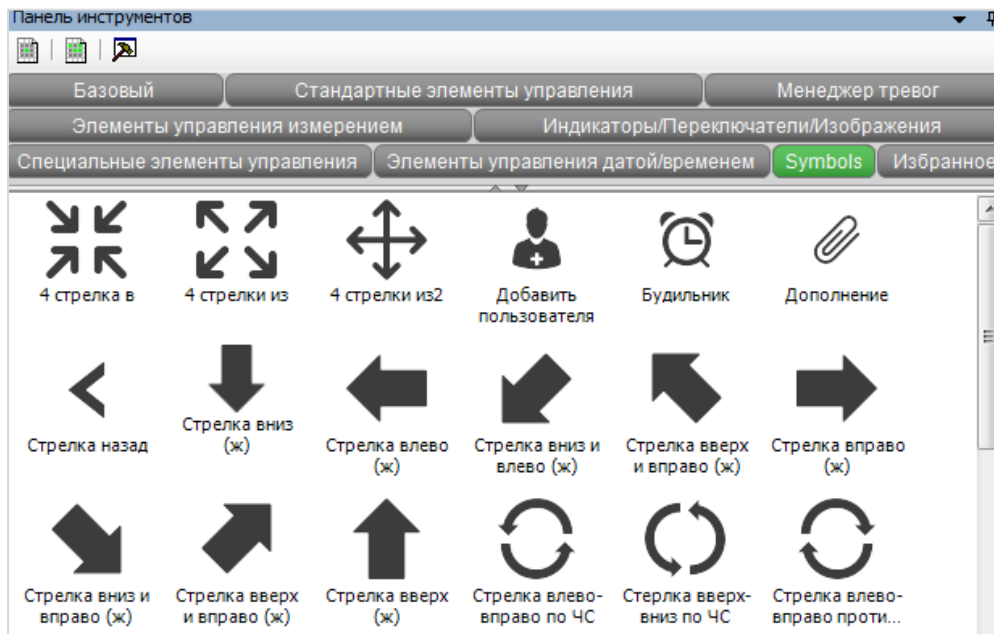 Панель инструментов
Базовый Стандартные элементы управления Менеджер тревог
Элементы управления измерением Индикаторы/Переключатели/Изображения
Специальные элементы управления Элементы управления датой/временем Symbols Избранное
4 стрелка в 4 стрелки из 4 стрелки из2 Добавить Будильник Дополнение
пользователя
Стрелка назад Стрелка вниз Стрелка влево Стрелка вниз и Стрелка вверх Стрелка вправо
(ж) (ж) влево (ж) и вправо (ж) (ж)
Стрелка вниз и Стрелка вверх Стрелка вверх Стрелка влево- Стерлка вверх- Стрелка влево-
вправо (ж) и вправо (ж) (ж) вправо по ЧС вниз по ЧС вправо проти...